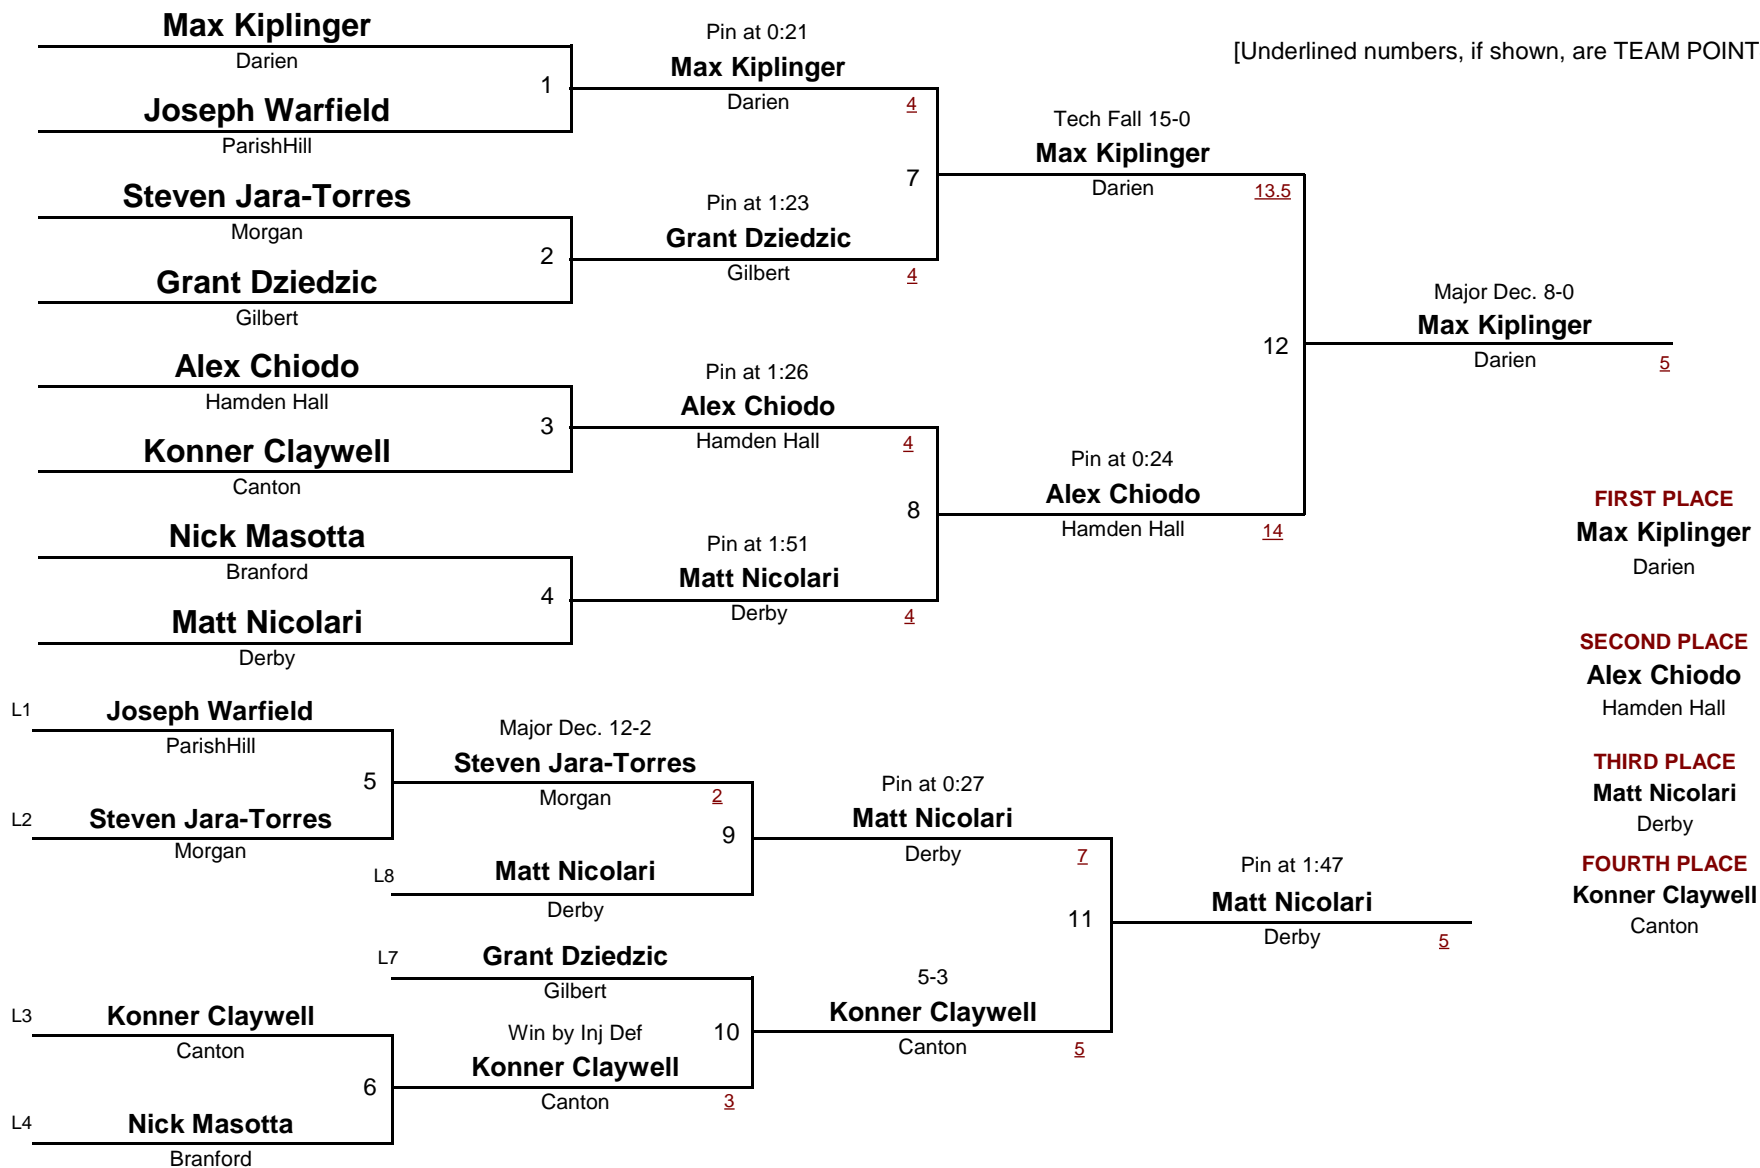 [Underlined numbers, if shown, are TEAM POINT
Max Kiplinger
Darien
1
Joseph Warfield
ParishHill
Steven Jara-Torres
Morgan
2
Grant Dziedzic
Gilbert
Alex Chiodo
Hamden Hall
3
Konner Claywell
Canton
Nick Masotta
Branford
4
Matt Nicolari
Derby
Pin at 0:21
Max Kiplinger
Darien
4
7
Pin at 1:23
Grant Dziedzic
Gilbert
4
Pin at 1:26
Alex Chiodo
Hamden Hall
4
8
Pin at 1:51
Matt Nicolari
Derby
4
Tech Fall 15-0
Max Kiplinger
Darien
13.5
12
Pin at 0:24
Alex Chiodo
Hamden Hall
14
Major Dec. 8-0
Max Kiplinger
Darien
5
FIRST PLACE
Max Kiplinger
Darien
SECOND PLACE
Alex Chiodo
Hamden Hall
THIRD PLACE
Matt Nicolari
Derby
FOURTH PLACE
Konner Claywell
Canton
L1
Joseph Warfield
ParishHill
5
L2
Steven Jara-Torres
Morgan
Major Dec. 12-2
Steven Jara-Torres
Morgan
2
9
L8
Matt Nicolari
Derby
L7
Grant Dziedzic
Gilbert
L3
Konner Claywell
Canton
6
L4
Nick Masotta
Branford
Win by Inj Def
10
Konner Claywell
Canton
3
Pin at 0:27
Matt Nicolari
Derby
7
11
5-3
Konner Claywell
Canton
5
Pin at 1:47
Matt Nicolari
Derby
5